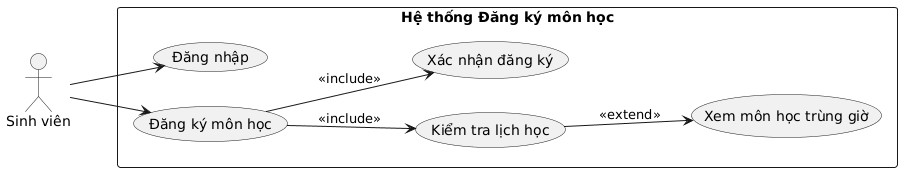 Hệ thống Đăng ký môn học
Đăng nhập
Xác nhận đăng ký
«include»
Sinh viên
Đăng ký môn học
«include»
Kiểm tra lịch học
«extend»
Xem môn học trùng giờ